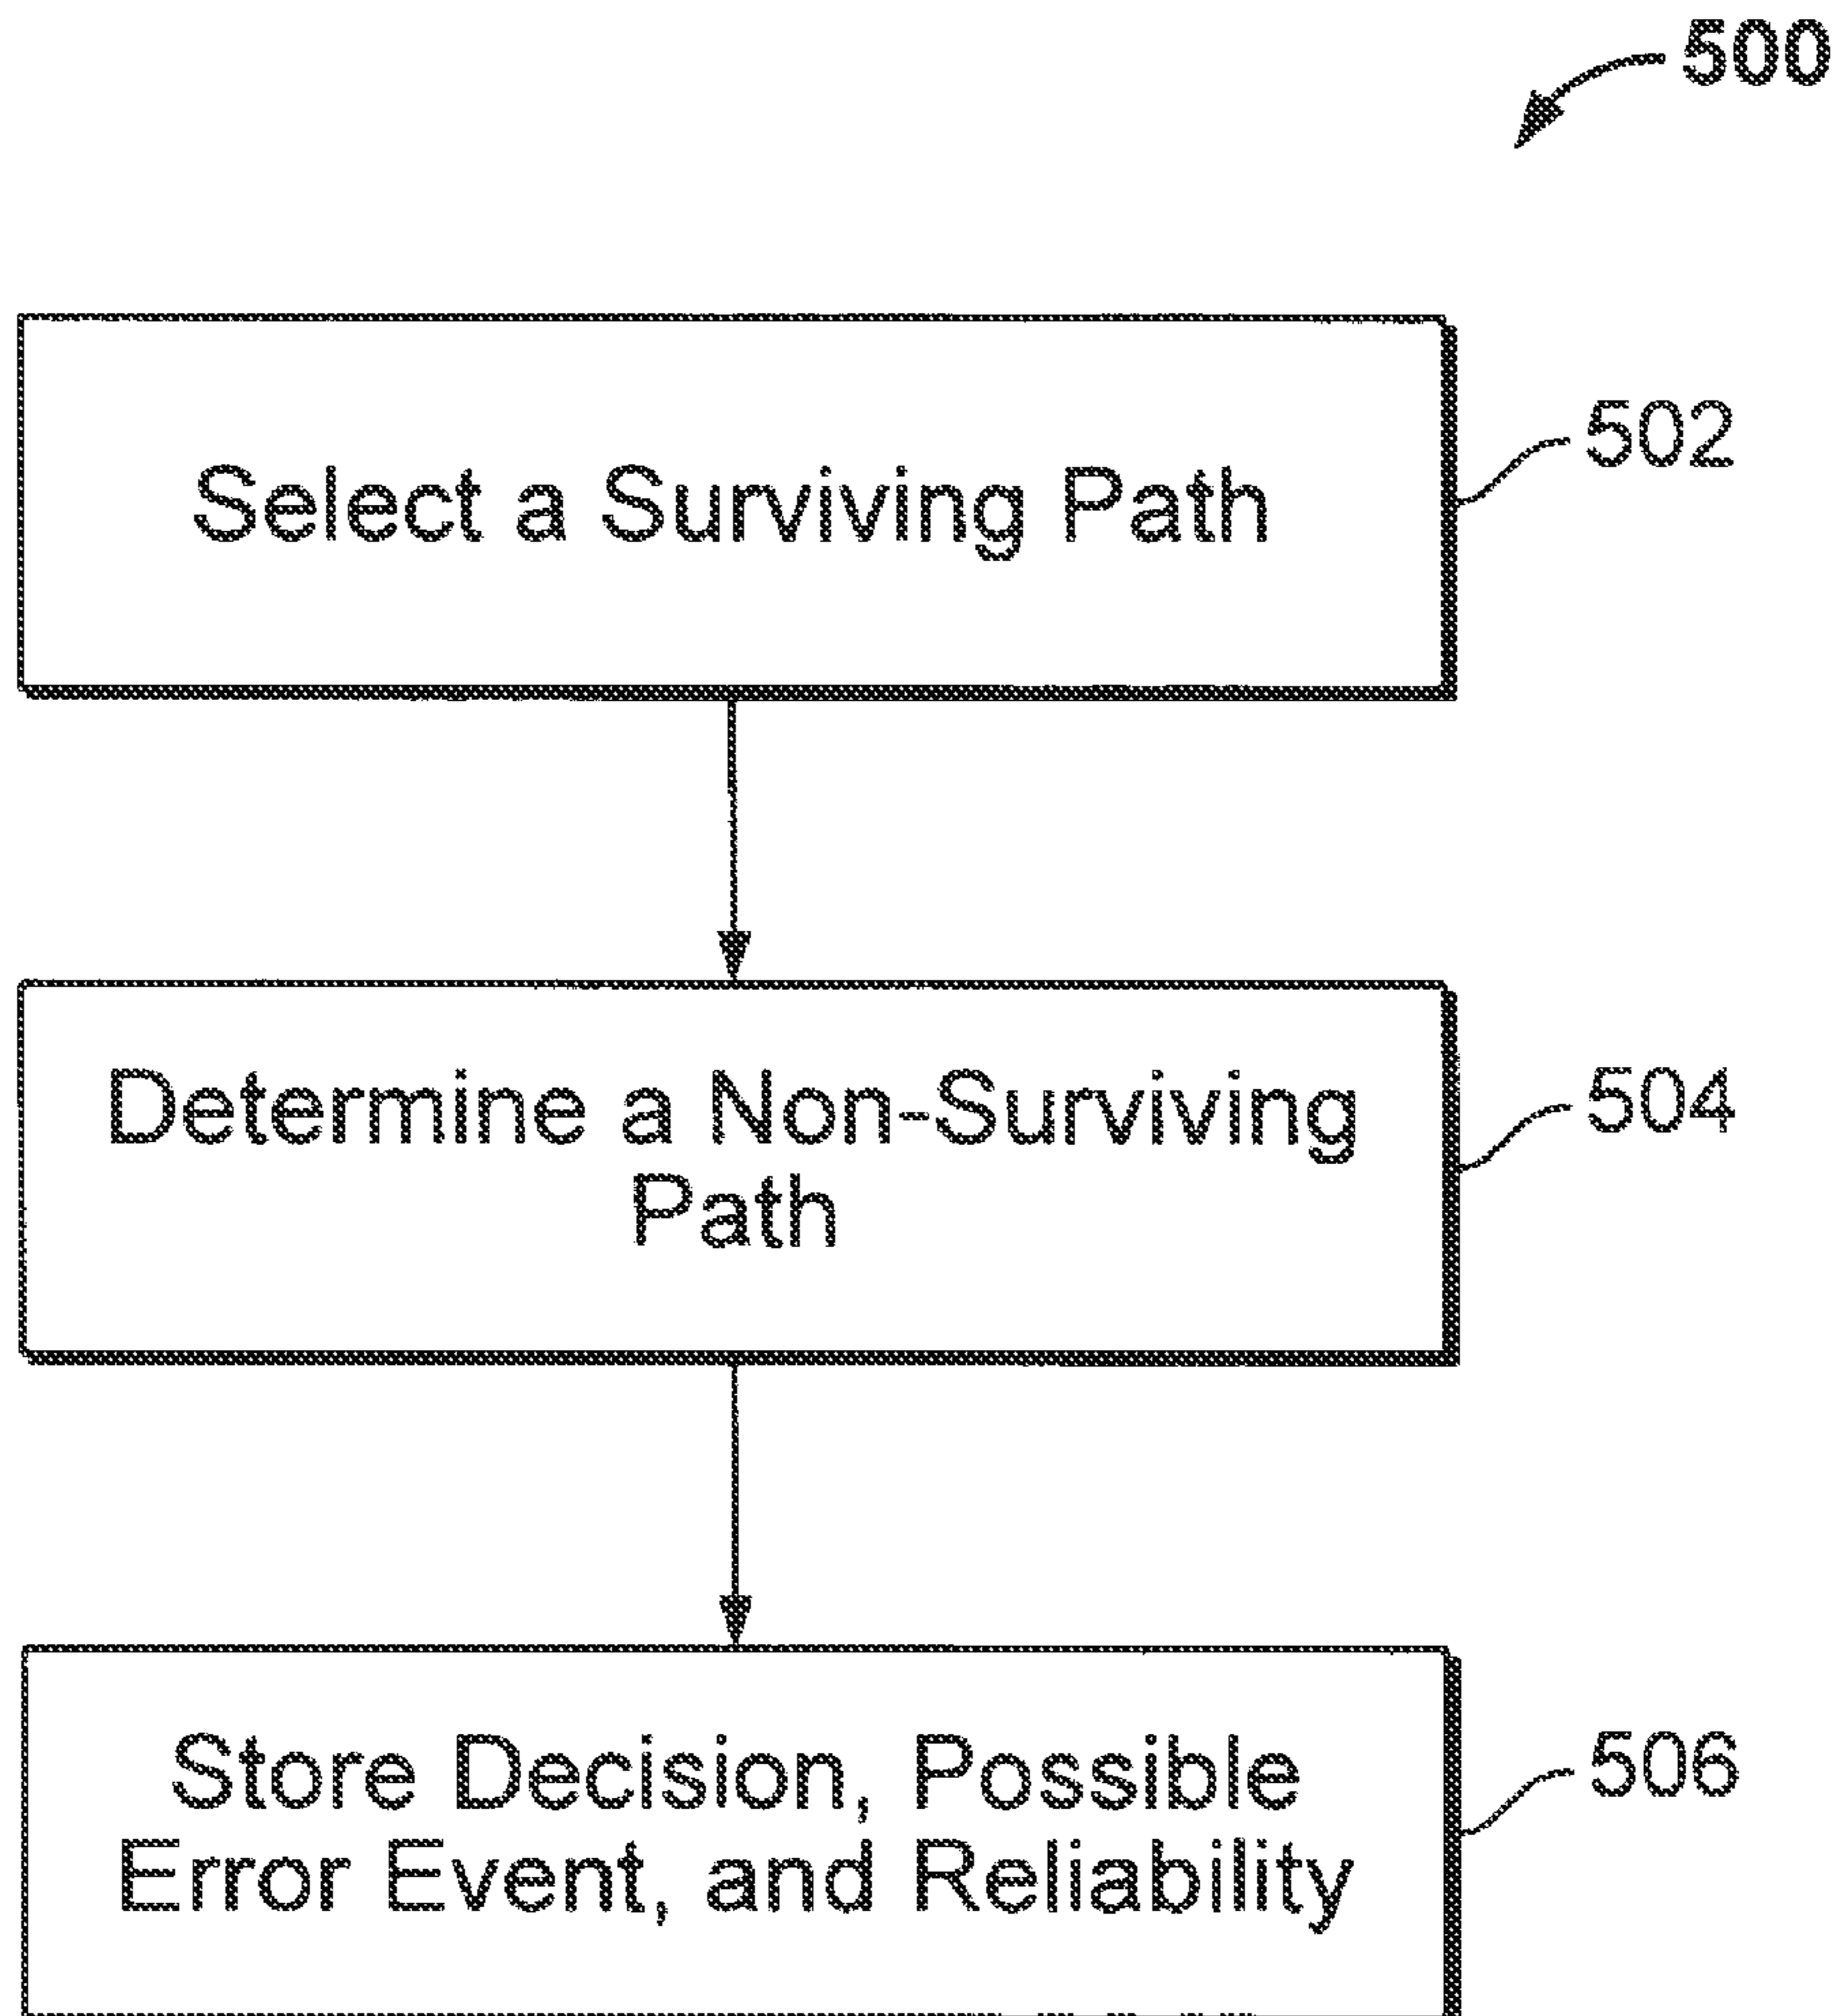 500
Select a Surviving Path
502
Determine a Non-Surviving
Path
504
Store Decision, Possible
Error Event, and Reliability
506